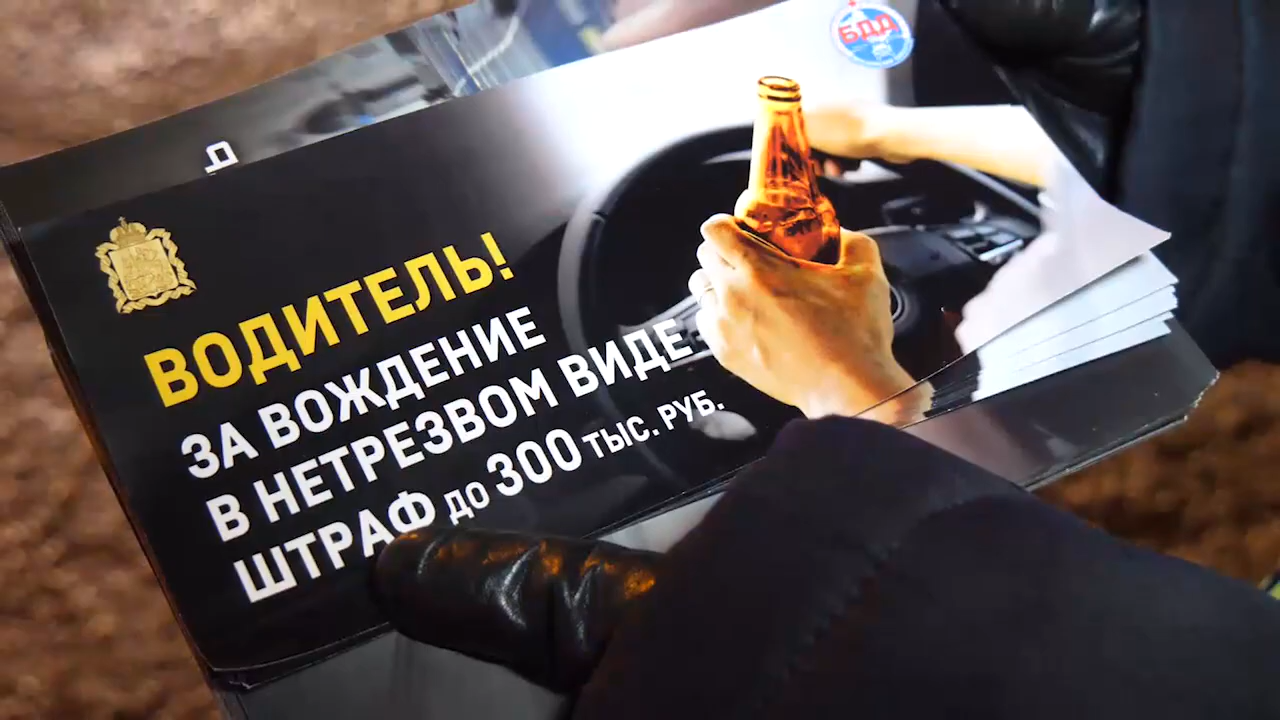 БДД
Д
ВОДИТЕЛЬ!
ЗА ВОЖДЕНИЕ
В НЕТРЕЗВОМ ВИДЕ
ШТРАФ ДО 300 ТЫС. РУБ.